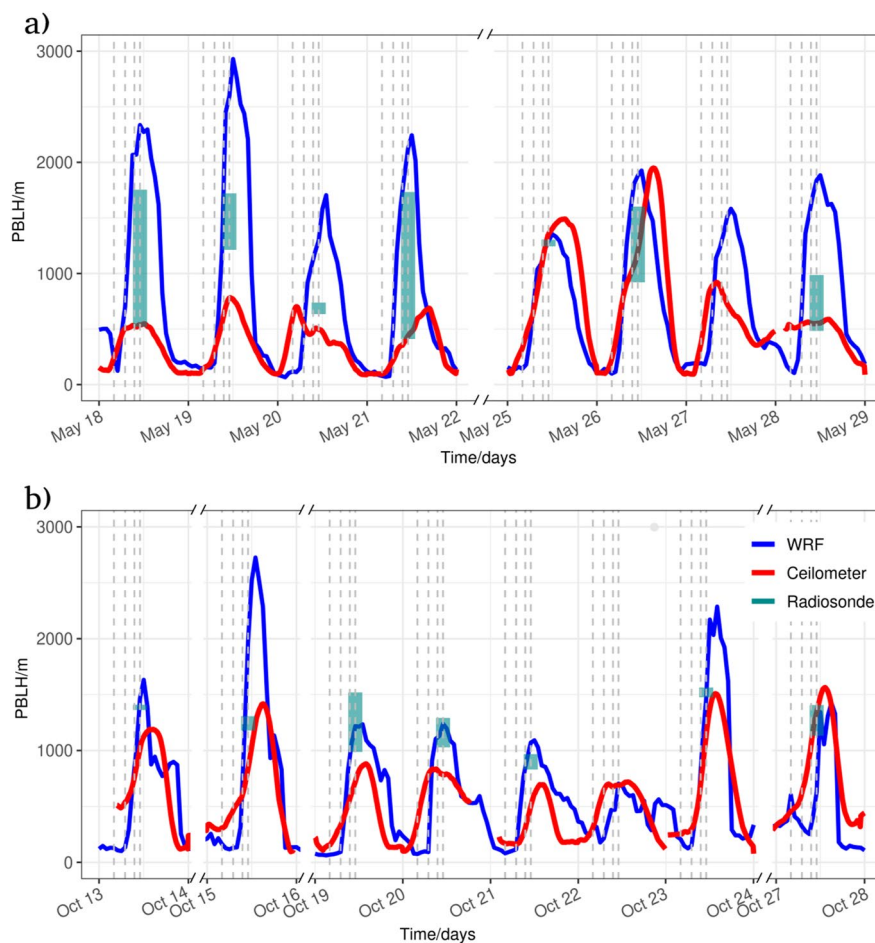 a)
3000
2000
1000
0
PBLH/m
May 18
May 19
May 20
May 21
May 22
May 25
May 26
May 27
May 28
May 29
Time/days
b)
3000
2000
1000
0
PBLH/m
WRF
Ceilometer
Radiosonde
Oct 13
Oct 14
Oct 15
Oct 16
Oct 19
Oct 20
Oct 21
Oct 22
Oct 23
Oct 24
Oct 27
Oct 28
Time/days